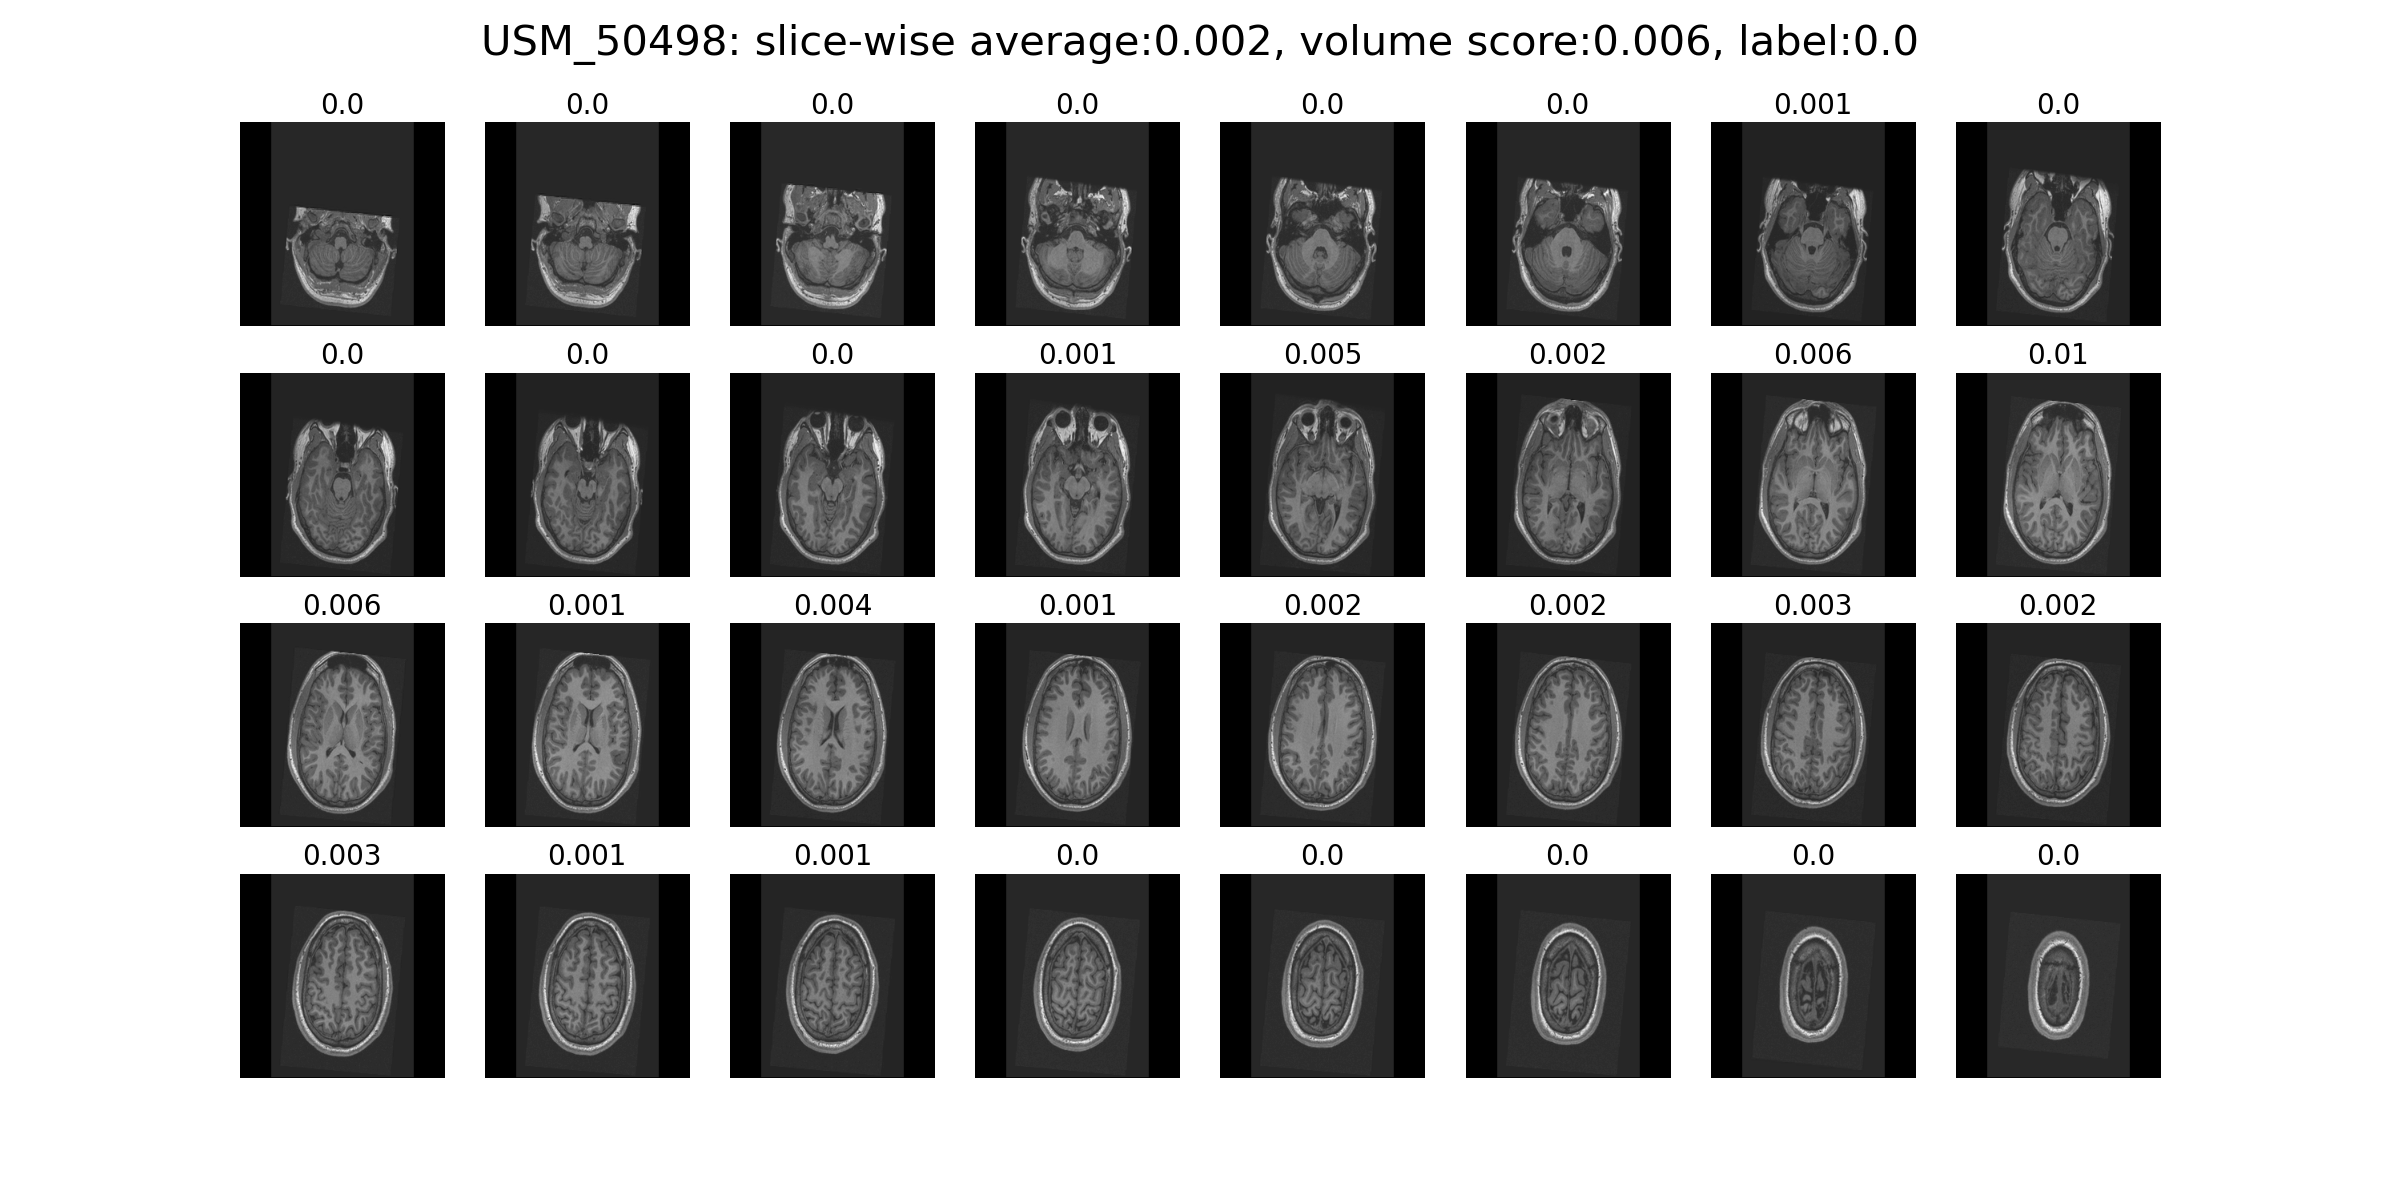 USM_50498: slice-wise average:0.002, volume score:0.006, label:0.0
0.0 0.0 0.0 0.0 0.0 0.0 0.001 0.0
0.0 0.0 0.0 0.001 0.005 0.002 0.006 0.01
0.006 0.001 0.004 0.001 0.002 0.002 0.003 0.002
0.003 0.001 0.001 0.0 0.0 0.0 0.0 0.0